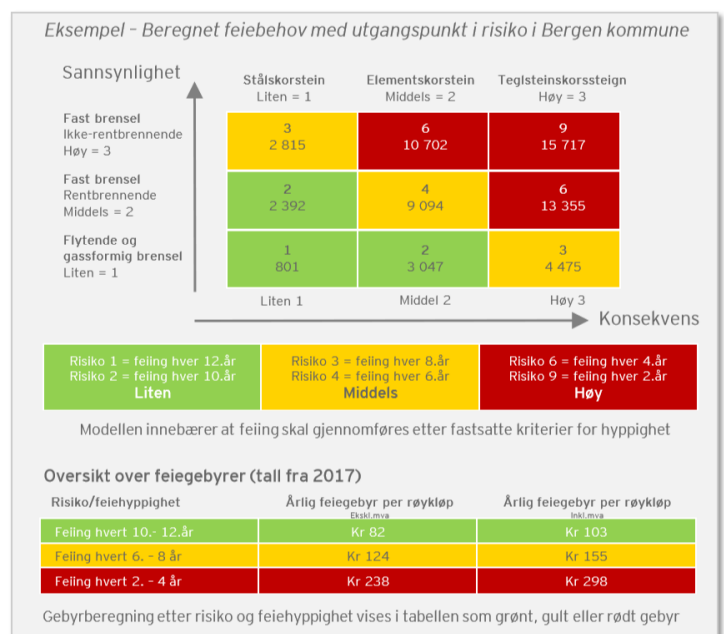 Eksempel – Beregnet feiebehov med utgangspunkt i risiko i Bergen kommune
Sannsynlighet
Stålskorstein
Liten = 1
Elementskorstein
Middels = 2
Teglsteinskorssteign
Høy = 3
Fast brensel
Ikke-rentbrennende
Høy = 3
3
2 815
6
10 702
9
15 717
Fast brensel
Rentbrennende
Middels = 2
2
2 392
4
9 094
6
13 355
Flytende og
gassformig brensel
Liten = 1
1
801
2
3 047
3
4 475
Liten 1
Middel 2
Høy 3
Konsekvens
Risiko 1 = feiing hver 12.år
Risiko 2 = feiing hver 10.år
Liten
Risiko 3 = feiing hver 8.år
Risiko 4 = feiing hver 6.år
Middels
Risiko 6 = feiing hver 4.år
Risiko 9 = feiing hver 2.år
Høy
Modellen innebærer at feiing skal gjennomføres etter fastsatte kriterier for hyppighet
Oversikt over feiegebyrer (tall fra 2017)
Risiko/feiehyppighet
Årlig feiegebyr per røykløp
Ekskl.mva
Årlig feiegebyr per røykløp
Inkl.mva
Feiing hvert 10.- 12.år
Kr 82
Kr 103
Feiing hvert 6. – 8 år
Kr 124
Kr 155
Feiing hvert 2. – 4 år
Kr 238
Kr 298
Gebyrberegning etter risiko og feiehyppighet vises i tabellen som grønt, gult eller rødt gebyr